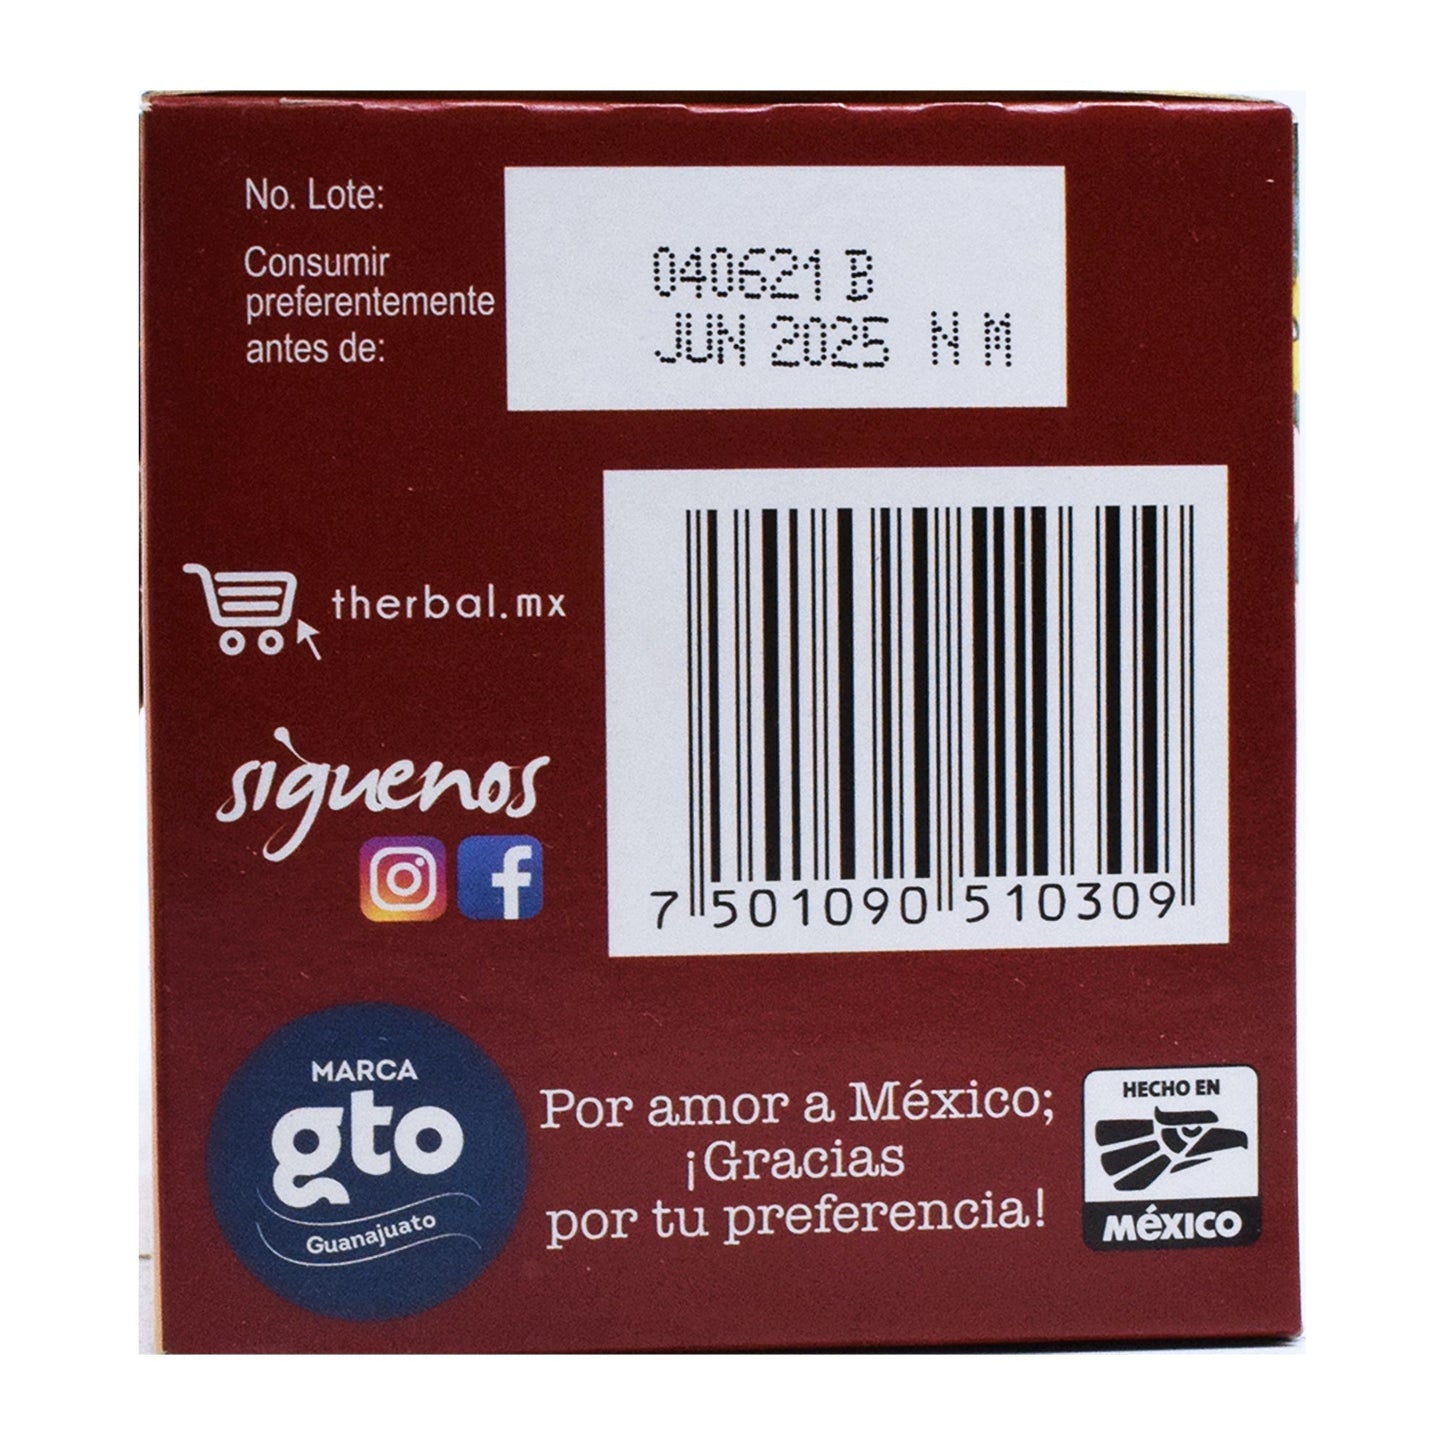 No. Lote:
Consumir
preferentemente
antes de:
040621 B
JUN 2025 N M
therbal.mx
síguenos
7 501090 510309
MARCA
gto
Guanajuato
Por amor a México;
¡Gracias
por tu preferencia!
HECHO EN
MéXICO